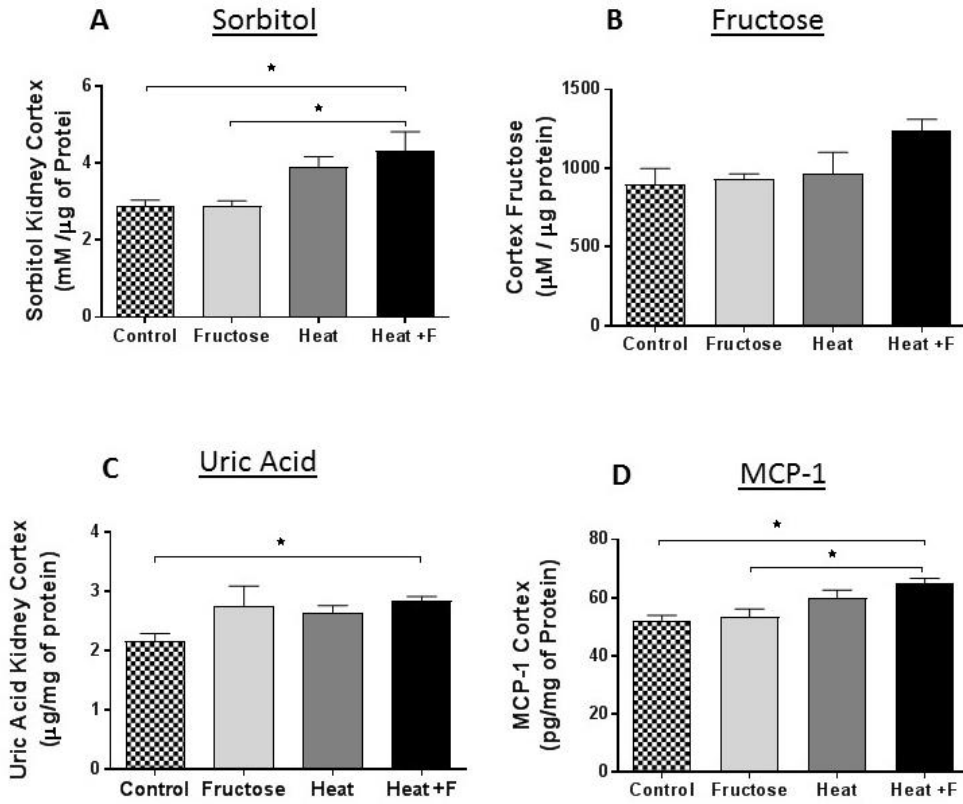 A Sorbitol
Sorbitol Kidney Cortex
(mM /μg of Protei
6
4
2
0
Control Fructose Heat Heat +F
B Fructose
Cortex Fructose
(μM / μg protein)
1500
1000
500
0
Control Fructose Heat Heat +F
C Uric Acid
Uric Acid Kidney Cortex
(μg/mg of protein)
4
3
2
1
0
Control Fructose Heat Heat+F
D MCP-1
MCP-1 Cortex
(pg/mg of Protein)
80
60
40
20
0
Control Fructose Heat Heat +F